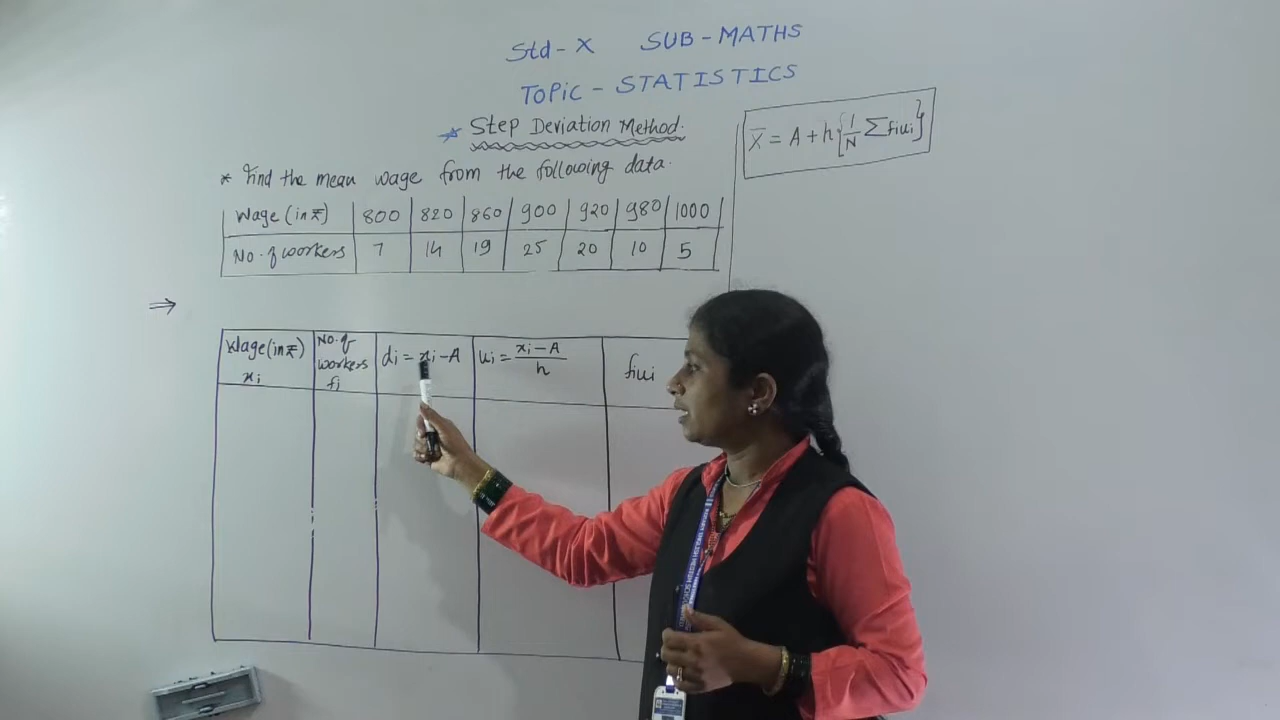 Std - X SUB - MATHS
TOPIC - STATISTICS
* Step Deviation Method.
X̄ = A + h{1/N Σfiui}
* Find the mean wage from the following data.
Wage (in ₹) 800 820 860 900 920 980 1000
No. of workers 7 14 19 25 20 10 5
⇒
Wage (in ₹) xi No. of workers fi di = xi - A ui = xi - A / h fiui